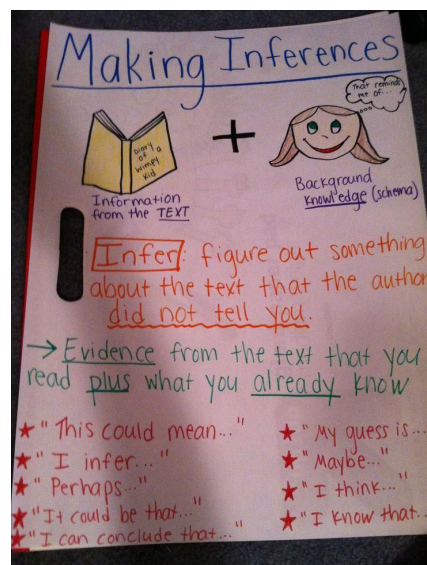 Making Inferences
That reminds
me of...
Diary
of a
wimpy
Kid
+
Information
from the TEXT
Background
Knowledge (schema)
Infer: figure out something
about the text that the author
did not tell you.
→ Evidence from the text that you
read plus what you already know
★ "This could mean..."
★ "I infer..."
★ "Perhaps..."
★ "It could be that..."
★ "I can conclude that..."
★ "My guess is...
★ "Maybe..."
★ "I think..."
★ "I know that..